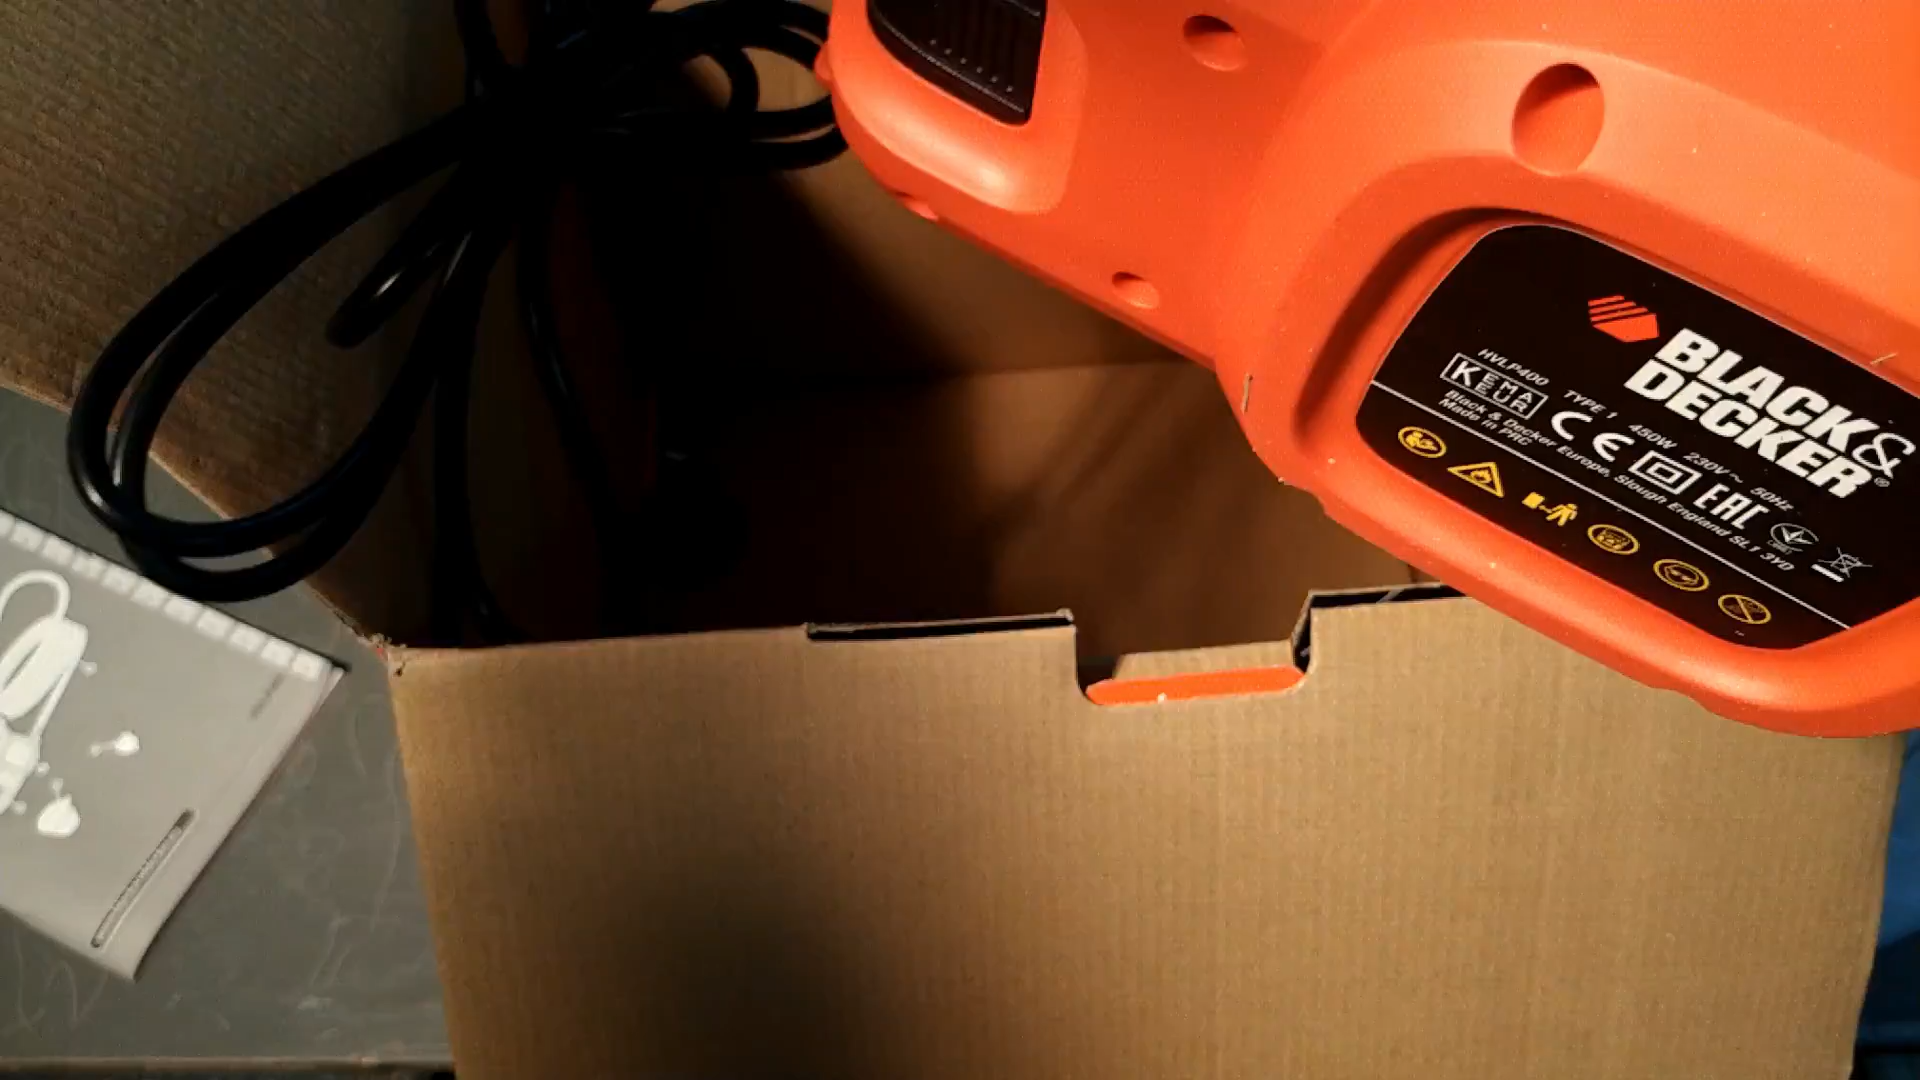 BLACK&
DECKER®
HVLP400 TYPE 1 450W 230V~ 50Hz
KEMA
KEUR
CE
EAC
Black & Decker Europe, Slough England SL1 3YD
Made in PRC